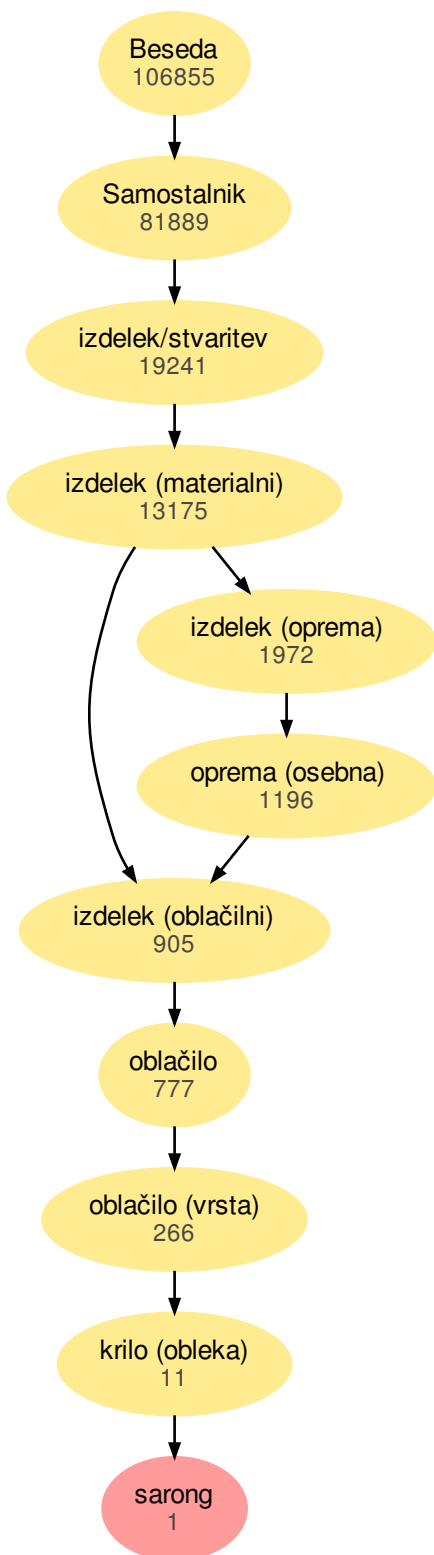 Beseda
106855
Samostalnik
81889
izdelek/stvaritev
19241
izdelek (materialni)
13175
izdelek (oprema)
1972
oprema (osebna)
1196
izdelek (oblačilni)
905
oblačilo
777
oblačilo (vrsta)
266
krilo (obleka)
11
sarong
1